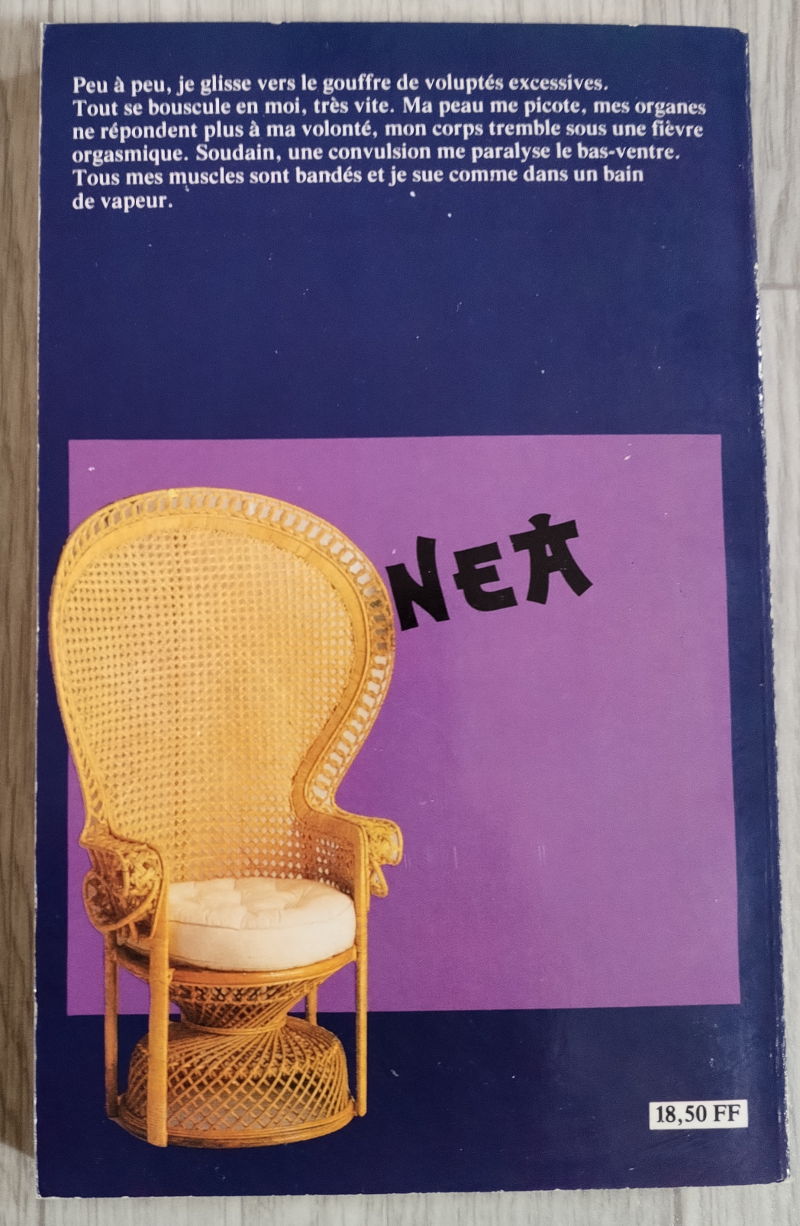 Peu à peu, je glisse vers le gouffre de voluptés excessives.
Tout se bouscule en moi, très vite. Ma peau me picote, mes organes
ne répondent plus à ma volonté, mon corps tremble sous une fièvre
orgasmique. Soudain, une convulsion me paralyse le bas-ventre.
Tous mes muscles sont bandés et je sue comme dans un bain
de vapeur.
NEA
18,50 FF